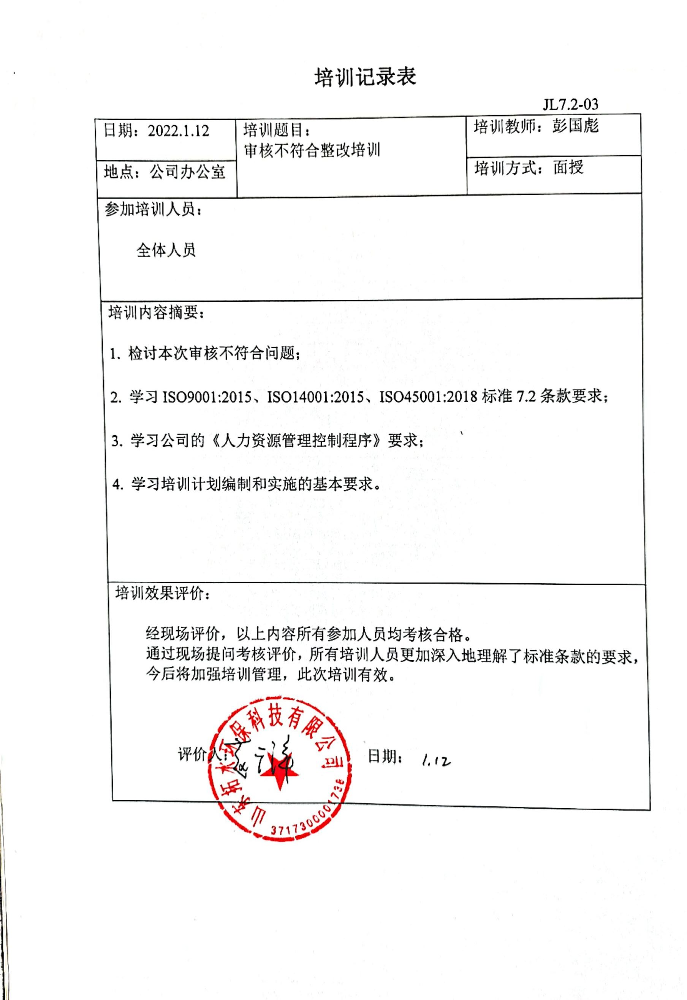 培训记录表
JL7.2-03
日期：2022.1.12
培训题目：
审核不符合整改培训
培训教师：彭国彪
地点：公司办公室
培训方式：面授
参加培训人员：
全体人员
培训内容摘要：
1. 检讨本次审核不符合问题；
2. 学习 ISO9001:2015、ISO14001:2015、ISO45001:2018 标准 7.2 条款要求；
3. 学习公司的《人力资源管理控制程序》要求；
4. 学习培训计划编制和实施的基本要求。
培训效果评价：
经现场评价，以上内容所有参加人员均考核合格。
通过现场提问考核评价，所有培训人员更加深入地理解了标准条款的要求，
今后将加强培训管理，此次培训有效。
评价人：
日期： 1.12
山东拓水环保科技有限公司
3717300001736